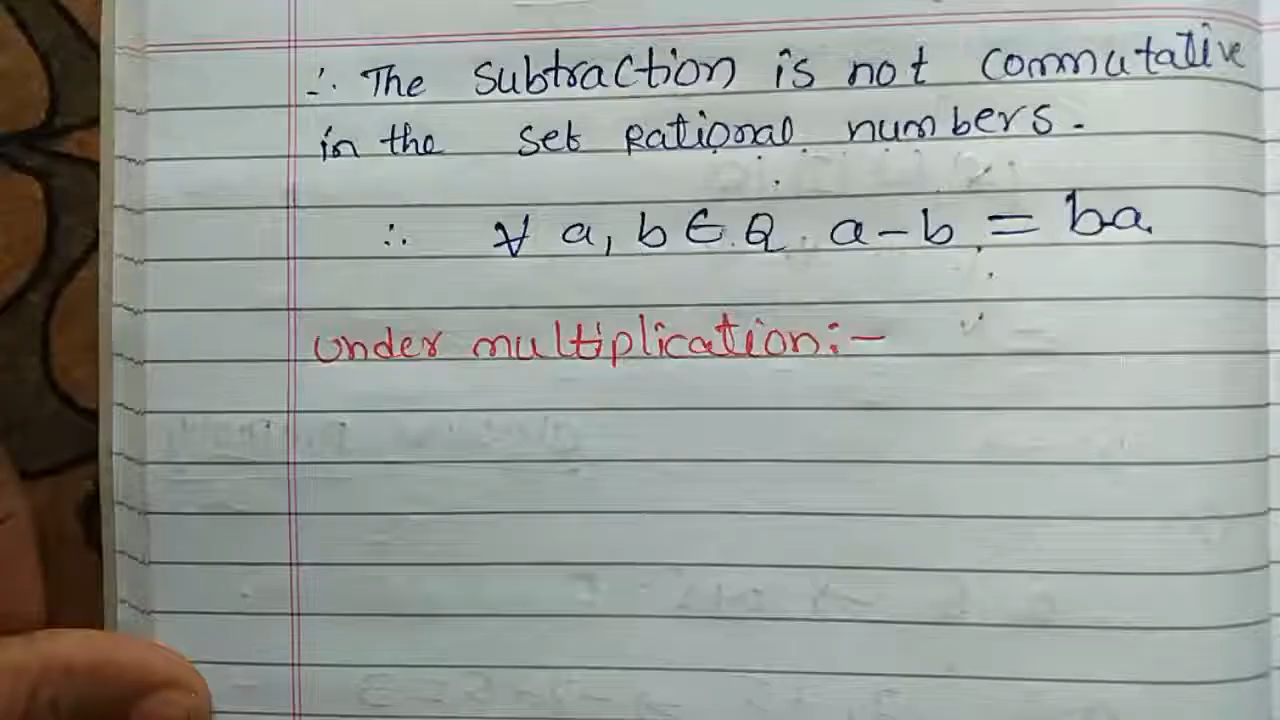 ∴ The subtraction is not commutative
in the set Rational numbers.
∴ ∀ a, b ∈ Q. a - b = ba.
under multiplication:-